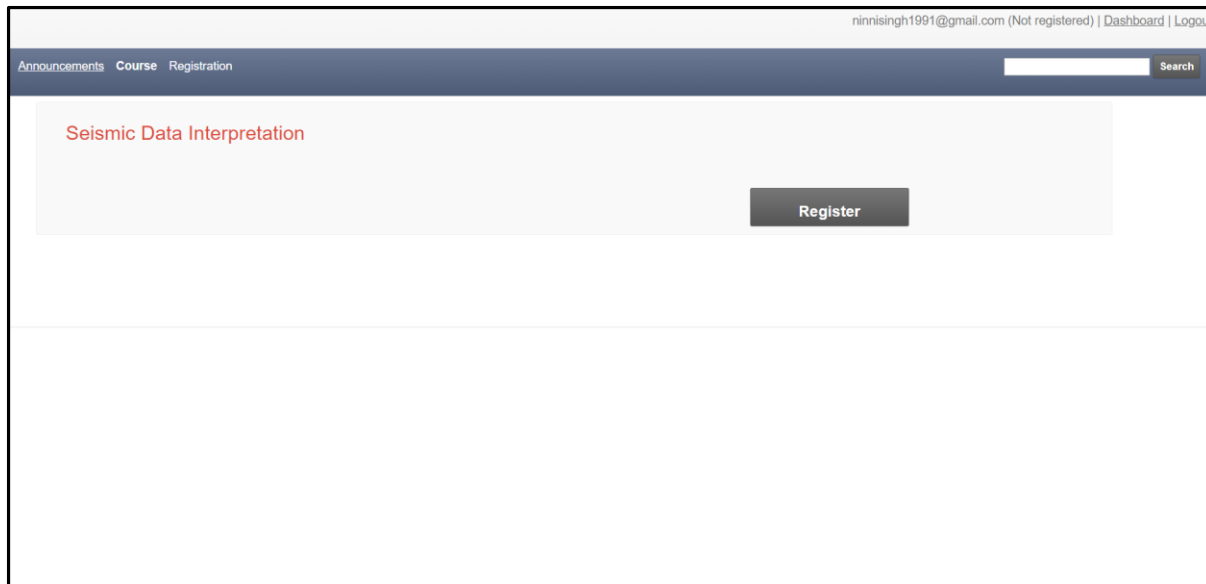 ninnisingh1991@gmail.com (Not registered) | Dashboard | Logou
Announcements Course Registration Search
Seismic Data Interpretation
Register